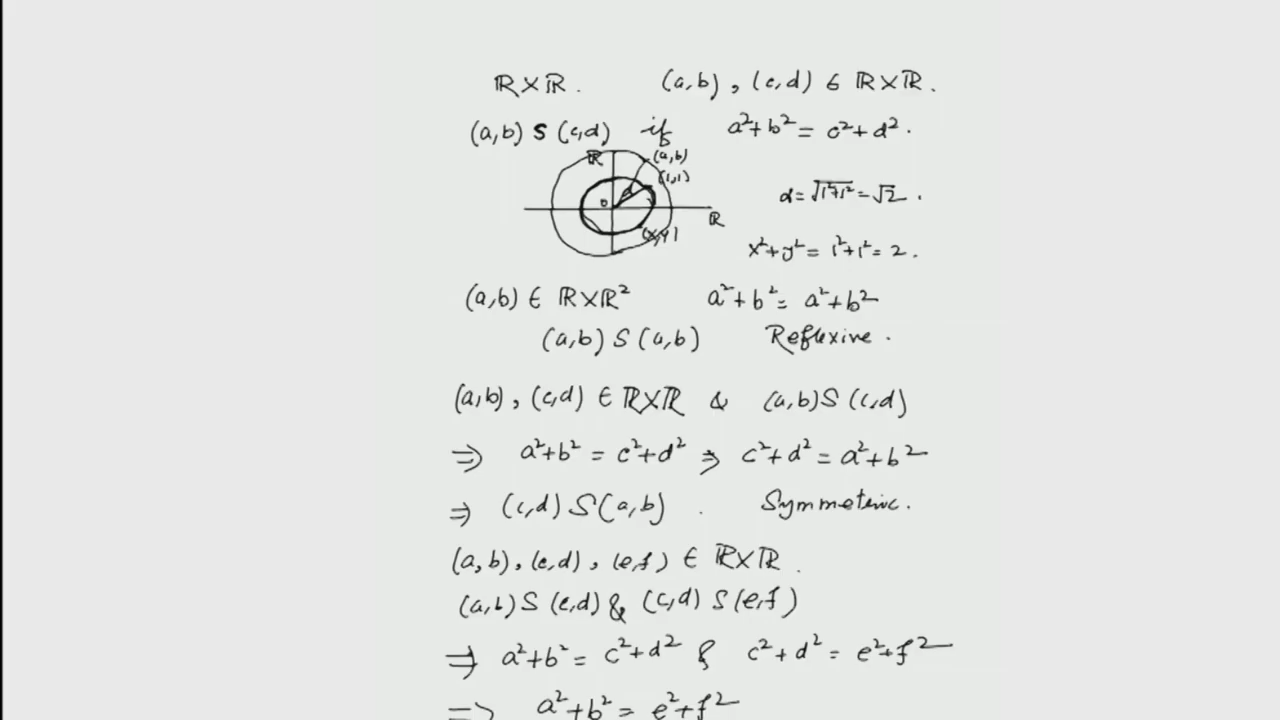 ℝ×ℝ. (a,b), (c,d) ∈ ℝ×ℝ.
(a,b) S (c,d) if a²+b² = c²+d².
ℝ (a,b)
(1,1)
α = √1²+1² = √2.
0 ℝ
(x,y) x²+y² = 1²+1² = 2.
(a,b) ∈ ℝ×ℝ² a²+b² = a²+b²
(a,b) S (a,b) Reflexive.
(a,b), (c,d) ∈ ℝ×ℝ & (a,b) S (c,d)
⇒ a²+b² = c²+d² ⇒ c²+d² = a²+b²
⇒ (c,d) S (a,b). Symmetric.
(a,b), (c,d), (e,f) ∈ ℝ×ℝ.
(a,b) S (c,d) & (c,d) S (e,f)
⇒ a²+b² = c²+d² & c²+d² = e²+f²
⇒ a²+b² = e²+f²